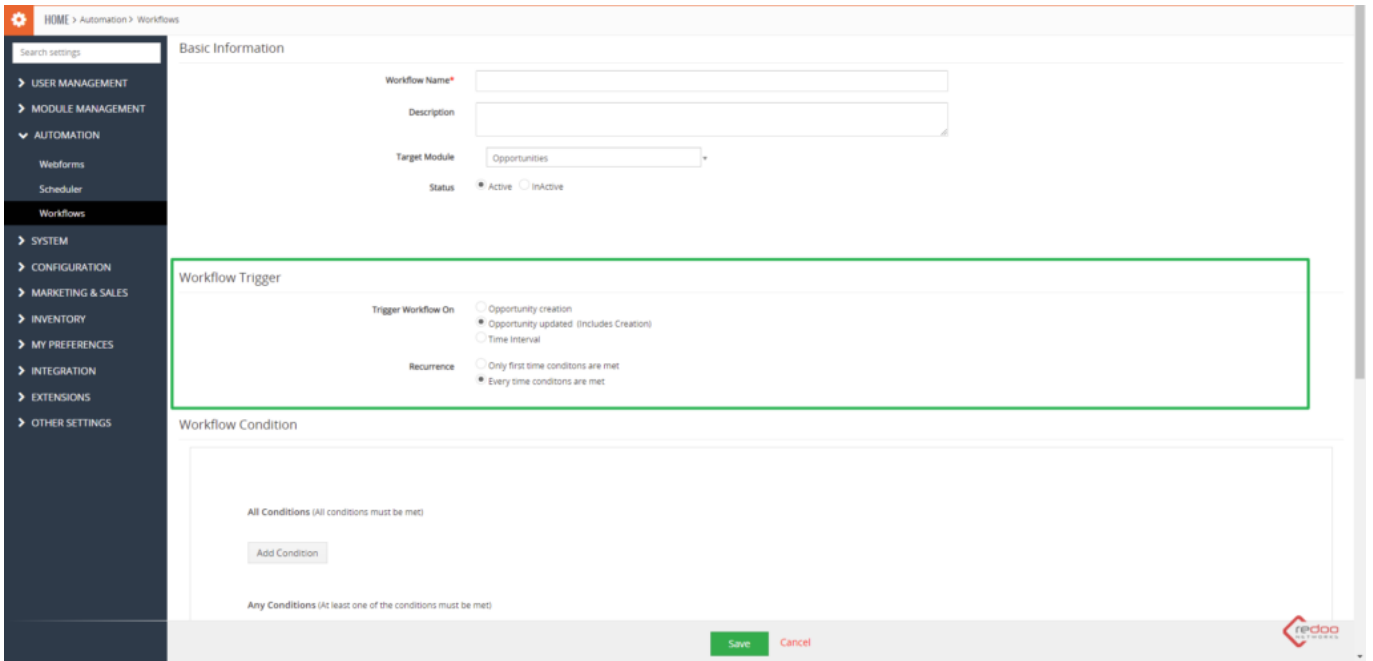 HOME > Automation > Workflows
Search settings
USER MANAGEMENT
MODULE MANAGEMENT
AUTOMATION
Webforms
Scheduler
Workflows
SYSTEM
CONFIGURATION
MARKETING & SALES
INVENTORY
MY PREFERENCES
INTEGRATION
EXTENSIONS
OTHER SETTINGS
Basic Information
Workflow Name*
Description
Target Module Opportunities
Status Active InActive
Workflow Trigger
Trigger Workflow On Opportunity creation
Opportunity updated (Includes Creation)
Time Interval
Recurrence Only first time conditons are met
Every time conditons are met
Workflow Condition
All Conditions (All conditions must be met)
Add Condition
Any Conditions (At least one of the conditions must be met)
Save Cancel
redoo
NETWORKS